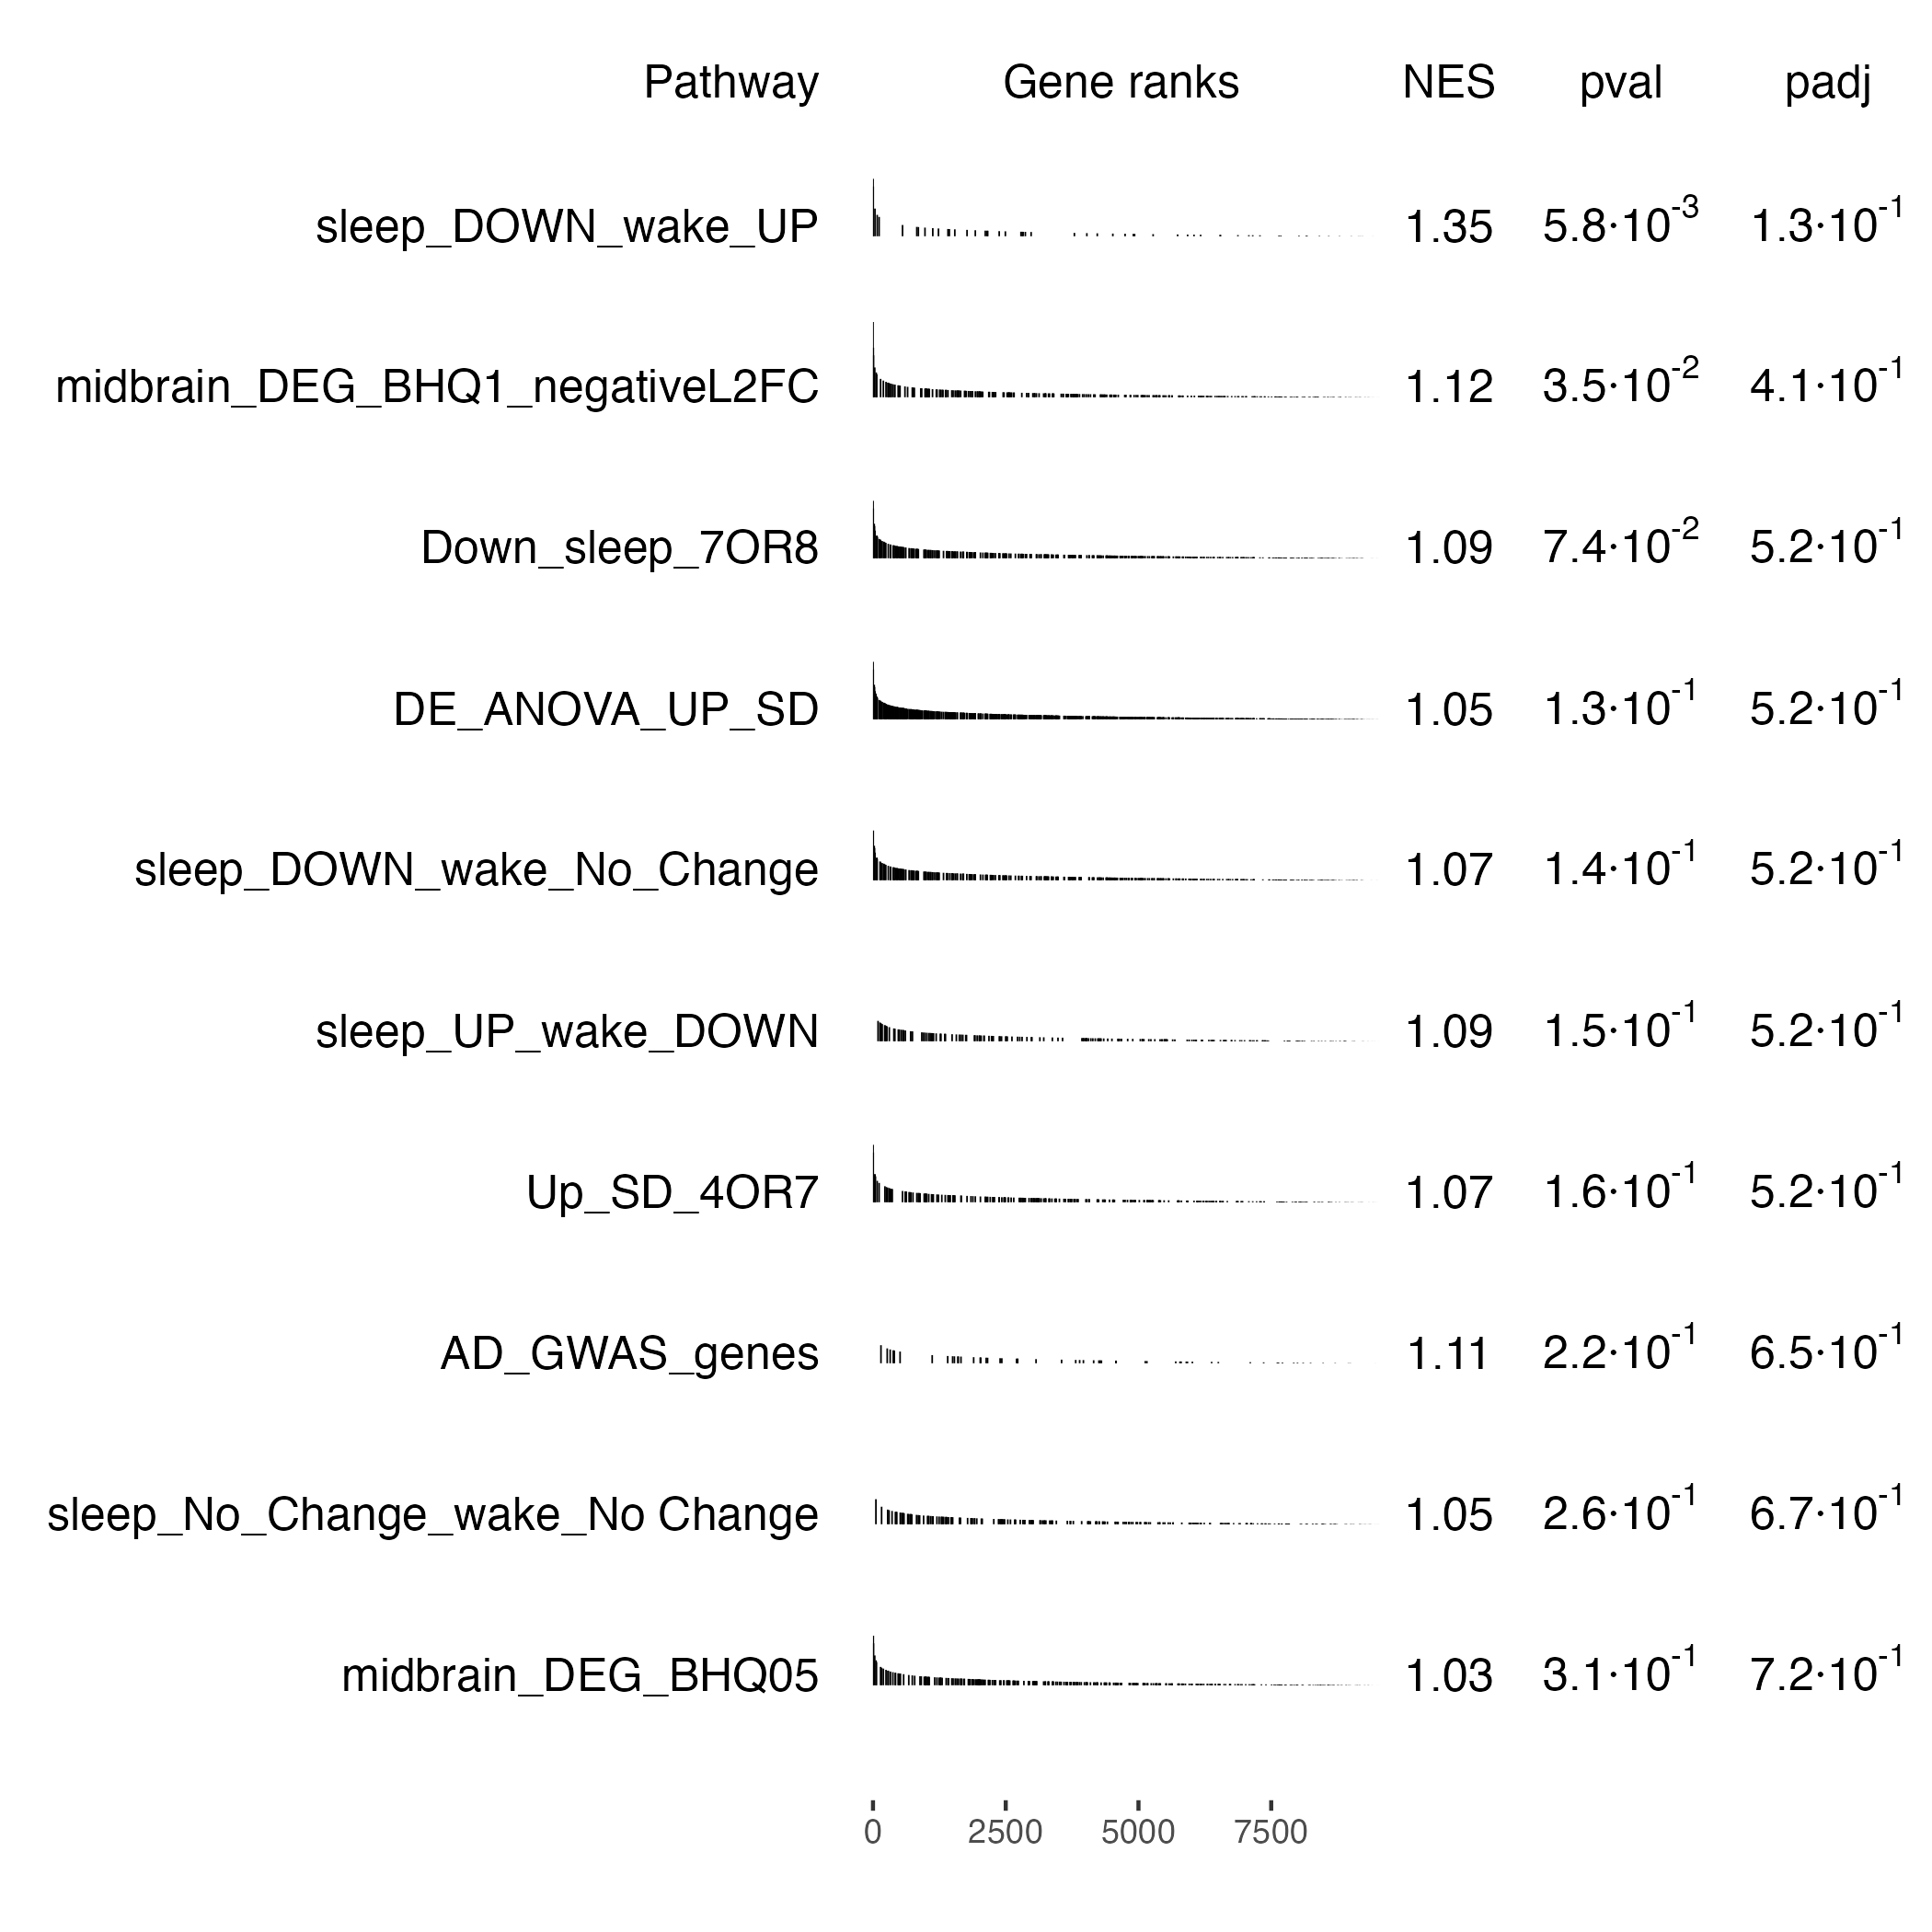 Pathway Gene ranks NES pval padj
sleep_DOWN_wake_UP 1.35 5.8·10⁻³ 1.3·10⁻¹
midbrain_DEG_BHQ1_negativeL2FC 1.12 3.5·10⁻² 4.1·10⁻¹
Down_sleep_7OR8 1.09 7.4·10⁻² 5.2·10⁻¹
DE_ANOVA_UP_SD 1.05 1.3·10⁻¹ 5.2·10⁻¹
sleep_DOWN_wake_No_Change 1.07 1.4·10⁻¹ 5.2·10⁻¹
sleep_UP_wake_DOWN 1.09 1.5·10⁻¹ 5.2·10⁻¹
Up_SD_4OR7 1.07 1.6·10⁻¹ 5.2·10⁻¹
AD_GWAS_genes 1.11 2.2·10⁻¹ 6.5·10⁻¹
sleep_No_Change_wake_No Change 1.05 2.6·10⁻¹ 6.7·10⁻¹
midbrain_DEG_BHQ05 1.03 3.1·10⁻¹ 7.2·10⁻¹
0 2500 5000 7500